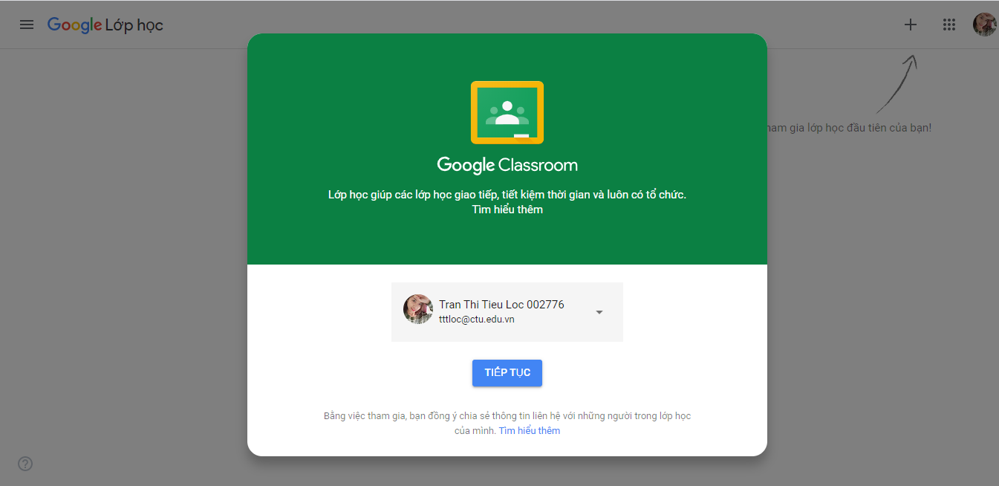 Google Lớp học
gia lớp học đầu tiên của bạn!
Google Classroom
Lớp học giúp các lớp học giao tiếp, tiết kiệm thời gian và luôn có tổ chức.
Tìm hiểu thêm
Tran Thi Tieu Loc 002776
tttloc@ctu.edu.vn
TIẾP TỤC
Bằng việc tham gia, bạn đồng ý chia sẻ thông tin liên hệ với những người trong lớp học
của mình. Tìm hiểu thêm